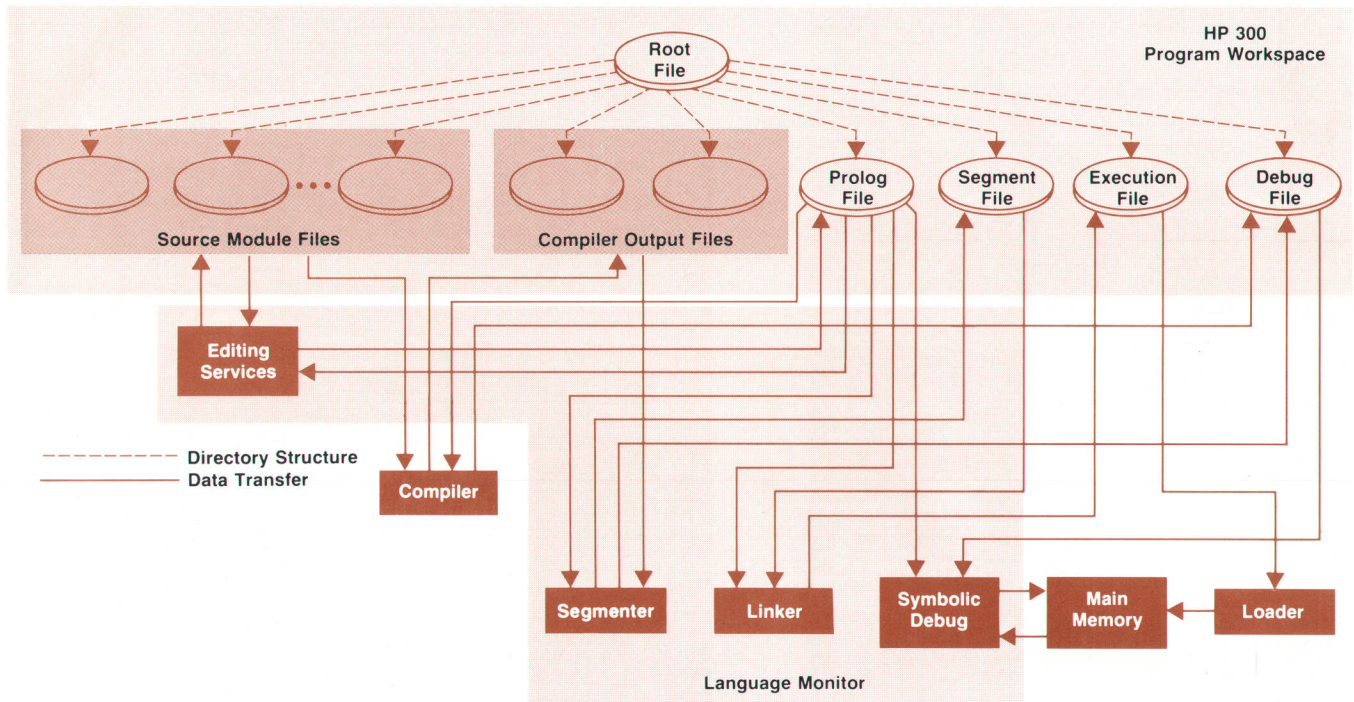 HP 300
Program Workspace
Root
File
Prolog
File
Segment
File
Execution
File
Debug
File
Source Module Files
Compiler Output Files
Editing
Services
Directory Structure
Data Transfer
Compiler
Segmenter
Linker
Symbolic
Debug
Main
Memory
Loader
Language Monitor